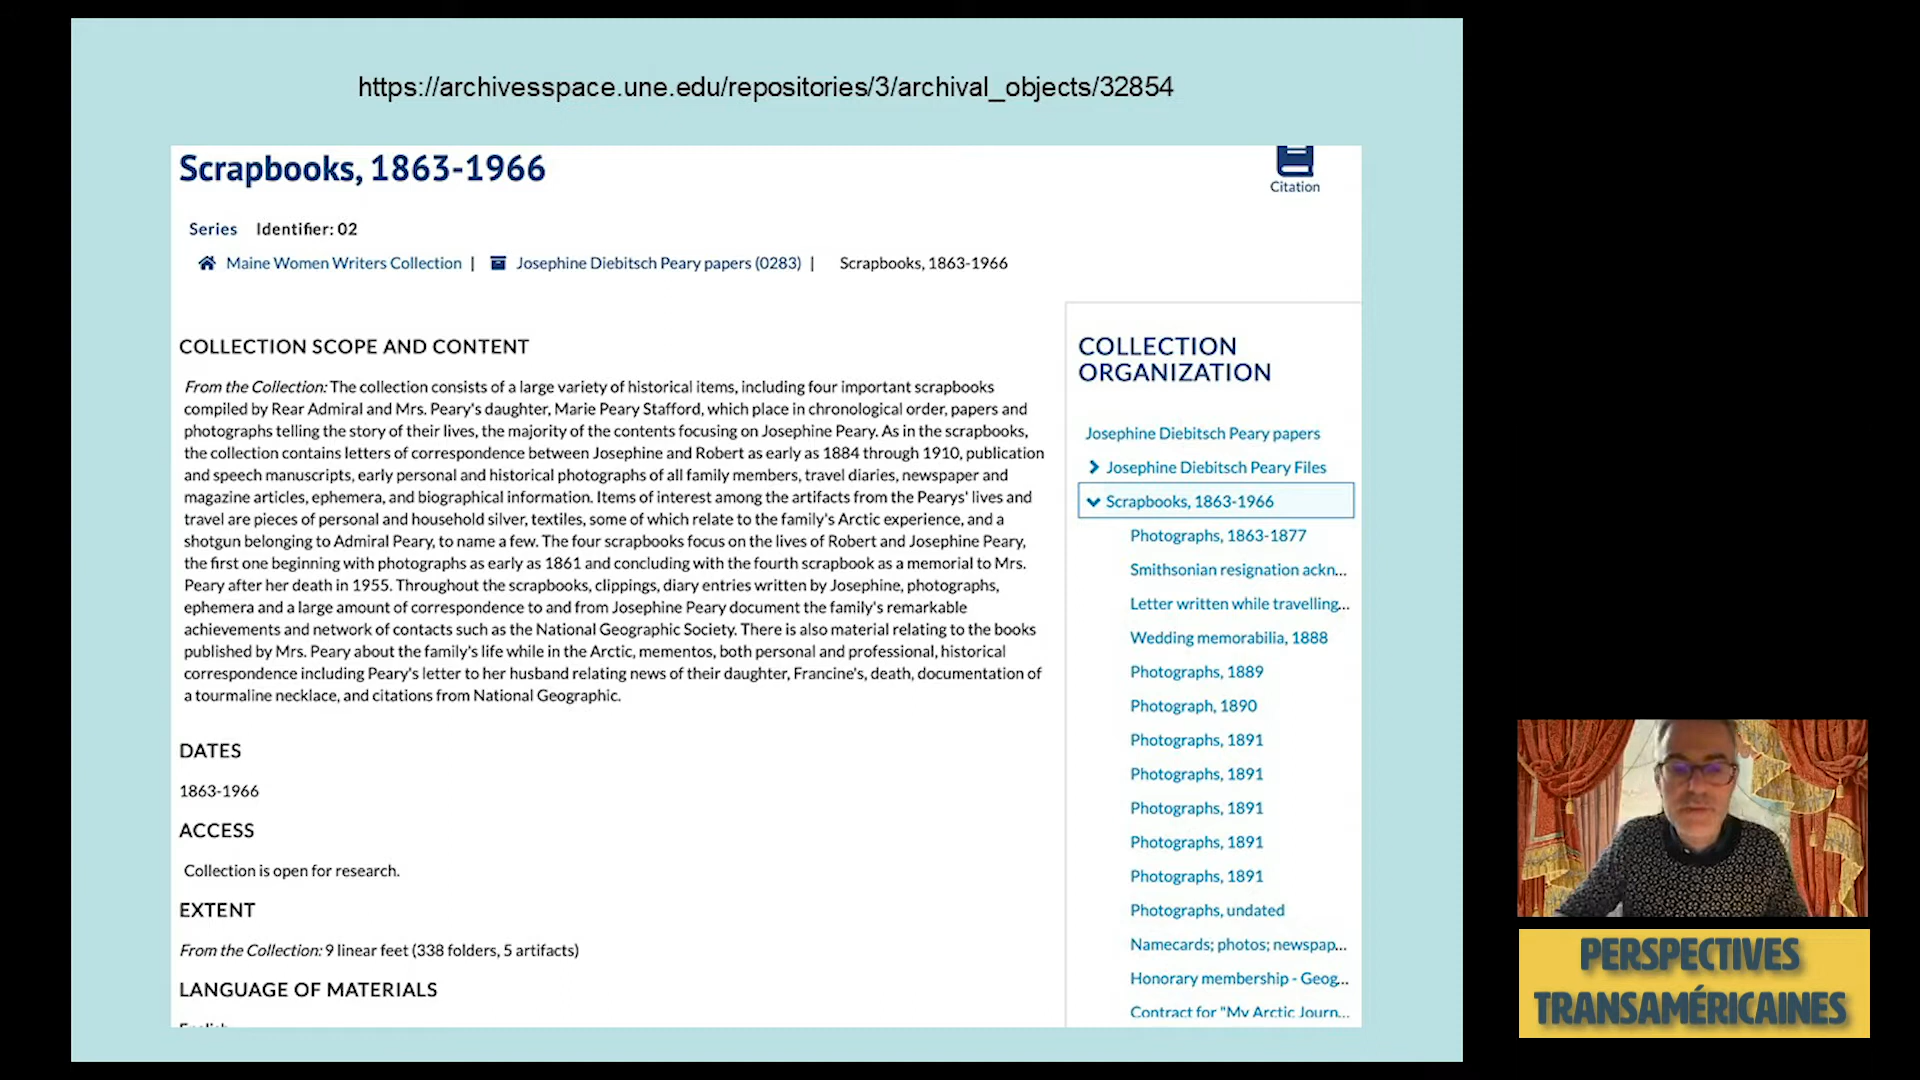 https://archivesspace.une.edu/repositories/3/archival_objects/32854
Scrapbooks, 1863-1966
Citation
Series Identifier: 02
Maine Women Writers Collection | Josephine Diebitsch Peary papers (0283) | Scrapbooks, 1863-1966
COLLECTION SCOPE AND CONTENT
From the Collection: The collection consists of a large variety of historical items, including four important scrapbooks
compiled by Rear Admiral and Mrs. Peary's daughter, Marie Peary Stafford, which place in chronological order, papers and
photographs telling the story of their lives, the majority of the contents focusing on Josephine Peary. As in the scrapbooks,
the collection contains letters of correspondence between Josephine and Robert as early as 1884 through 1910, publication
and speech manuscripts, early personal and historical photographs of all family members, travel diaries, newspaper and
magazine articles, ephemera, and biographical information. Items of interest among the artifacts from the Pearys' lives and
travel are pieces of personal and household silver, textiles, some of which relate to the family's Arctic experience, and a
shotgun belonging to Admiral Peary, to name a few. The four scrapbooks focus on the lives of Robert and Josephine Peary,
the first one beginning with photographs as early as 1861 and concluding with the fourth scrapbook as a memorial to Mrs.
Peary after her death in 1955. Throughout the scrapbooks, clippings, diary entries written by Josephine, photographs,
ephemera and a large amount of correspondence to and from Josephine Peary document the family's remarkable
achievements and network of contacts such as the National Geographic Society. There is also material relating to the books
published by Mrs. Peary about the family's life while in the Arctic, mementos, both personal and professional, historical
correspondence including Peary's letter to her husband relating news of their daughter, Francine's, death, documentation of
a tourmaline necklace, and citations from National Geographic.
DATES
1863-1966
ACCESS
Collection is open for research.
EXTENT
From the Collection: 9 linear feet (338 folders, 5 artifacts)
LANGUAGE OF MATERIALS
English
COLLECTION
ORGANIZATION
Josephine Diebitsch Peary papers
Josephine Diebitsch Peary Files
Scrapbooks, 1863-1966
Photographs, 1863-1877
Smithsonian resignation ackn...
Letter written while travelling...
Wedding memorabilia, 1888
Photographs, 1889
Photograph, 1890
Photographs, 1891
Photographs, 1891
Photographs, 1891
Photographs, 1891
Photographs, 1891
Photographs, undated
Namecards; photos; newspap...
Honorary membership - Geog...
Contract for "My Arctic Journ...
PERSPECTIVES
TRANSAMÉRICAINES